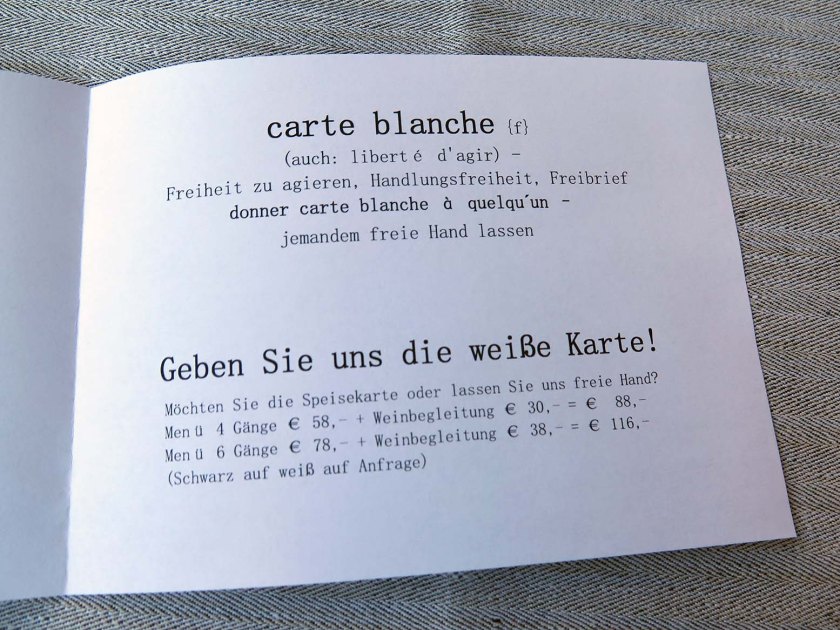 carte blanche {f}
(auch: liberté d'agir) –
Freiheit zu agieren, Handlungsfreiheit, Freibrief
donner carte blanche à quelqu'un –
jemandem freie Hand lassen
Geben Sie uns die weiße Karte!
Möchten Sie die Speisekarte oder lassen Sie uns freie Hand?
Menü 4 Gänge € 58,– + Weinbegleitung € 30,– = € 88,–
Menü 6 Gänge € 78,– + Weinbegleitung € 38,– = € 116,–
(Schwarz auf weiß auf Anfrage)